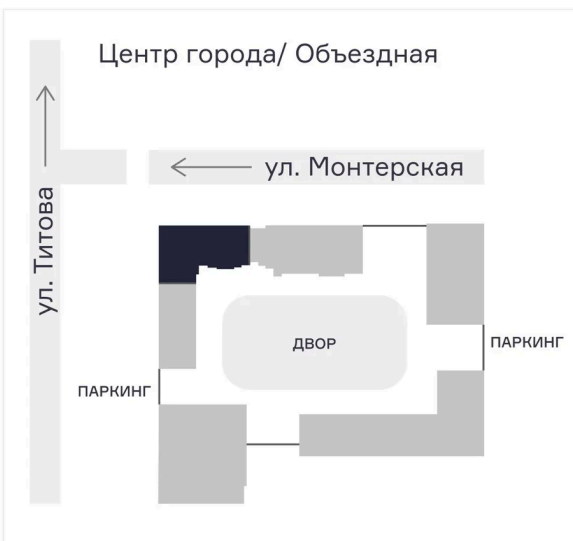 Центр города/ Объездная
ул. Монтерская
ул. Титова
ДВОР
ПАРКИНГ
ПАРКИНГ